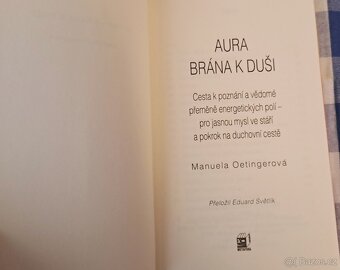 AURA
BRÁNA K DUŠI
Cesta k poznání a vědomé
přeměně energetických polí –
pro jasnou mysl ve stáří
a pokrok na duchovní cestě
Manuela Oetingerová
Přeložil Eduard Světlík